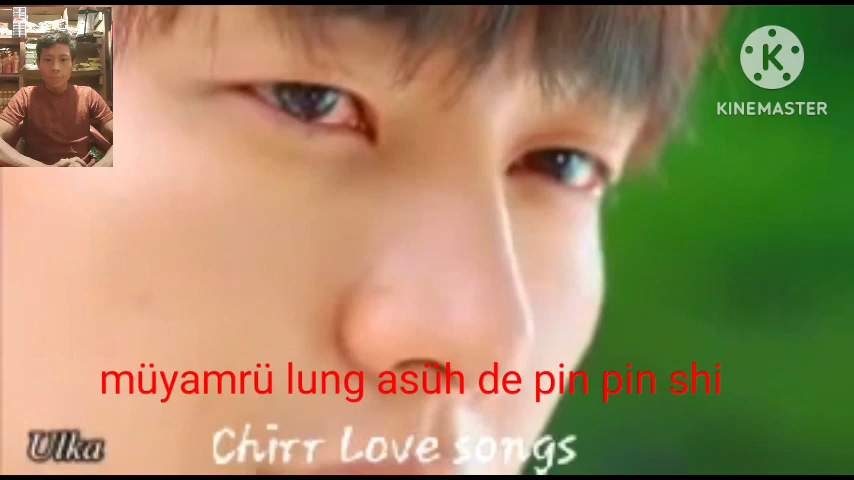 KINEMASTER
müyamrü lung asüh de pin pin shi
Ulka
Chirr Love songs